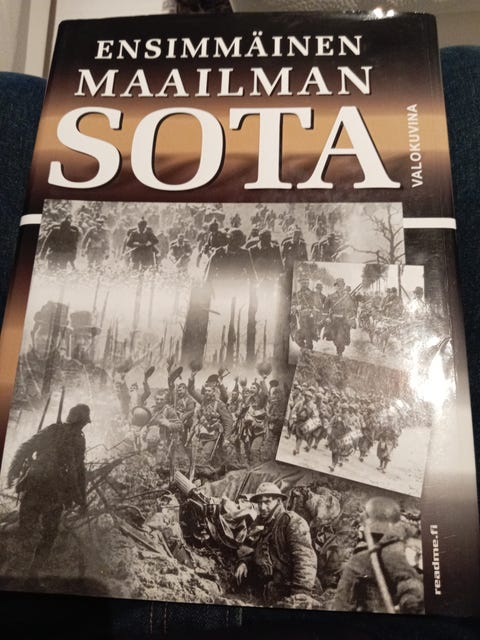 ENSIMMÄINEN
MAAILMAN
SOTA
VALOKUVINA
readme.fi